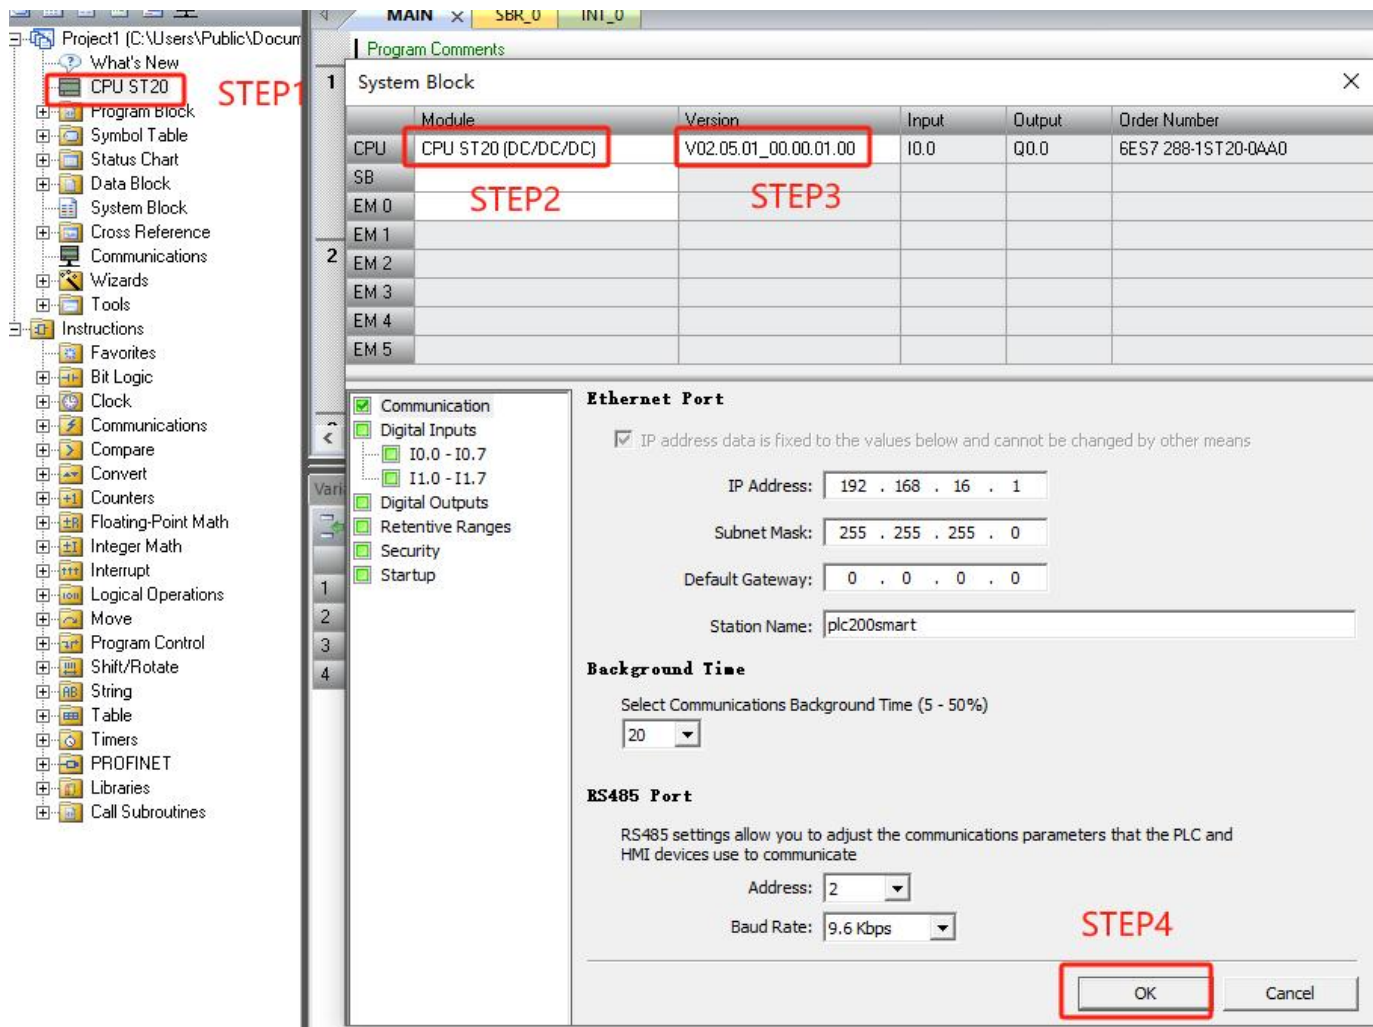 MAIN
SBR_0
INT_0
Project1 (C:\Users\Public\Docum
What's New
CPU ST20
STEP1
Program Block
Symbol Table
Status Chart
Data Block
System Block
Cross Reference
Communications
Wizards
Tools
Instructions
Favorites
Bit Logic
Clock
Communications
Compare
Convert
Counters
Floating-Point Math
Integer Math
Interrupt
Logical Operations
Move
Program Control
Shift/Rotate
String
Table
Timers
PROFINET
Libraries
Call Subroutines
Program Comments
1
2
Vari
1
2
3
4
System Block
Module Version Input Output Order Number
CPU CPU ST20 (DC/DC/DC) V02.05.01_00.00.01.00 I0.0 Q0.0 6ES7 288-1ST20-0AA0
SB
STEP2 STEP3
EM 0
EM 1
EM 2
EM 3
EM 4
EM 5
Communication
Digital Inputs
I0.0 - I0.7
I1.0 - I1.7
Digital Outputs
Retentive Ranges
Security
Startup
Ethernet Port
IP address data is fixed to the values below and cannot be changed by other means
IP Address: 192 . 168 . 16 . 1
Subnet Mask: 255 . 255 . 255 . 0
Default Gateway: 0 . 0 . 0 . 0
Station Name: plc200smart
Background Time
Select Communications Background Time (5 - 50%)
20
RS485 Port
RS485 settings allow you to adjust the communications parameters that the PLC and
HMI devices use to communicate
Address: 2
Baud Rate: 9.6 Kbps
STEP4
OK Cancel